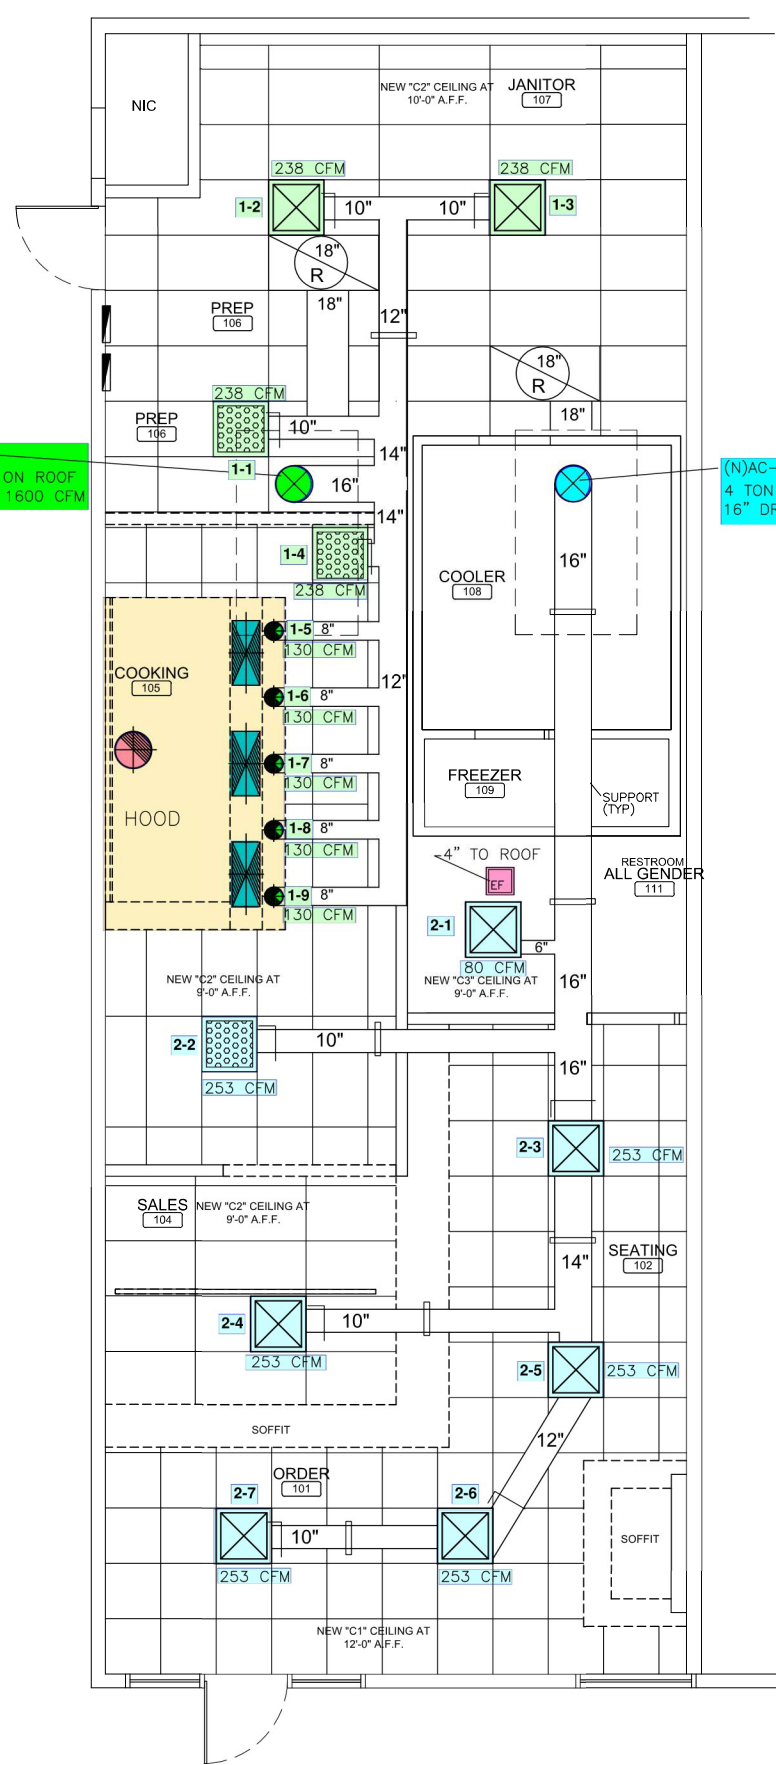 NIC
NEW "C2" CEILING AT
10'-0" A.F.F.
JANITOR
107
238 CFM
238 CFM
1-2
10"
10"
1-3
18"
R
18"
PREP
106
12"
18"
R
18"
238 CFM
PREP
106
10"
1-1
14"
ON ROOF
1600 CFM
16"
14"
(N)AC-
4 TON
16" DR
1-4
238 CFM
16"
COOLER
108
1-5
8"
130 CFM
COOKING
105
1-6
8"
130 CFM
12"
1-7
8"
130 CFM
FREEZER
109
SUPPORT
(TYP)
HOOD
1-8
8"
130 CFM
4" TO ROOF
EF
RESTROOM
ALL GENDER
111
1-9
8"
130 CFM
2-1
6"
80 CFM
NEW "C2" CEILING AT
9'-0" A.F.F.
NEW "C3" CEILING AT
9'-0" A.F.F.
16"
2-2
10"
253 CFM
16"
2-3
253 CFM
SALES
104
NEW "C2" CEILING AT
9'-0" A.F.F.
14"
SEATING
102
2-4
10"
253 CFM
2-5
253 CFM
SOFFIT
12"
ORDER
101
2-7
2-6
10"
SOFFIT
253 CFM
253 CFM
NEW "C1" CEILING AT
12'-0" A.F.F.